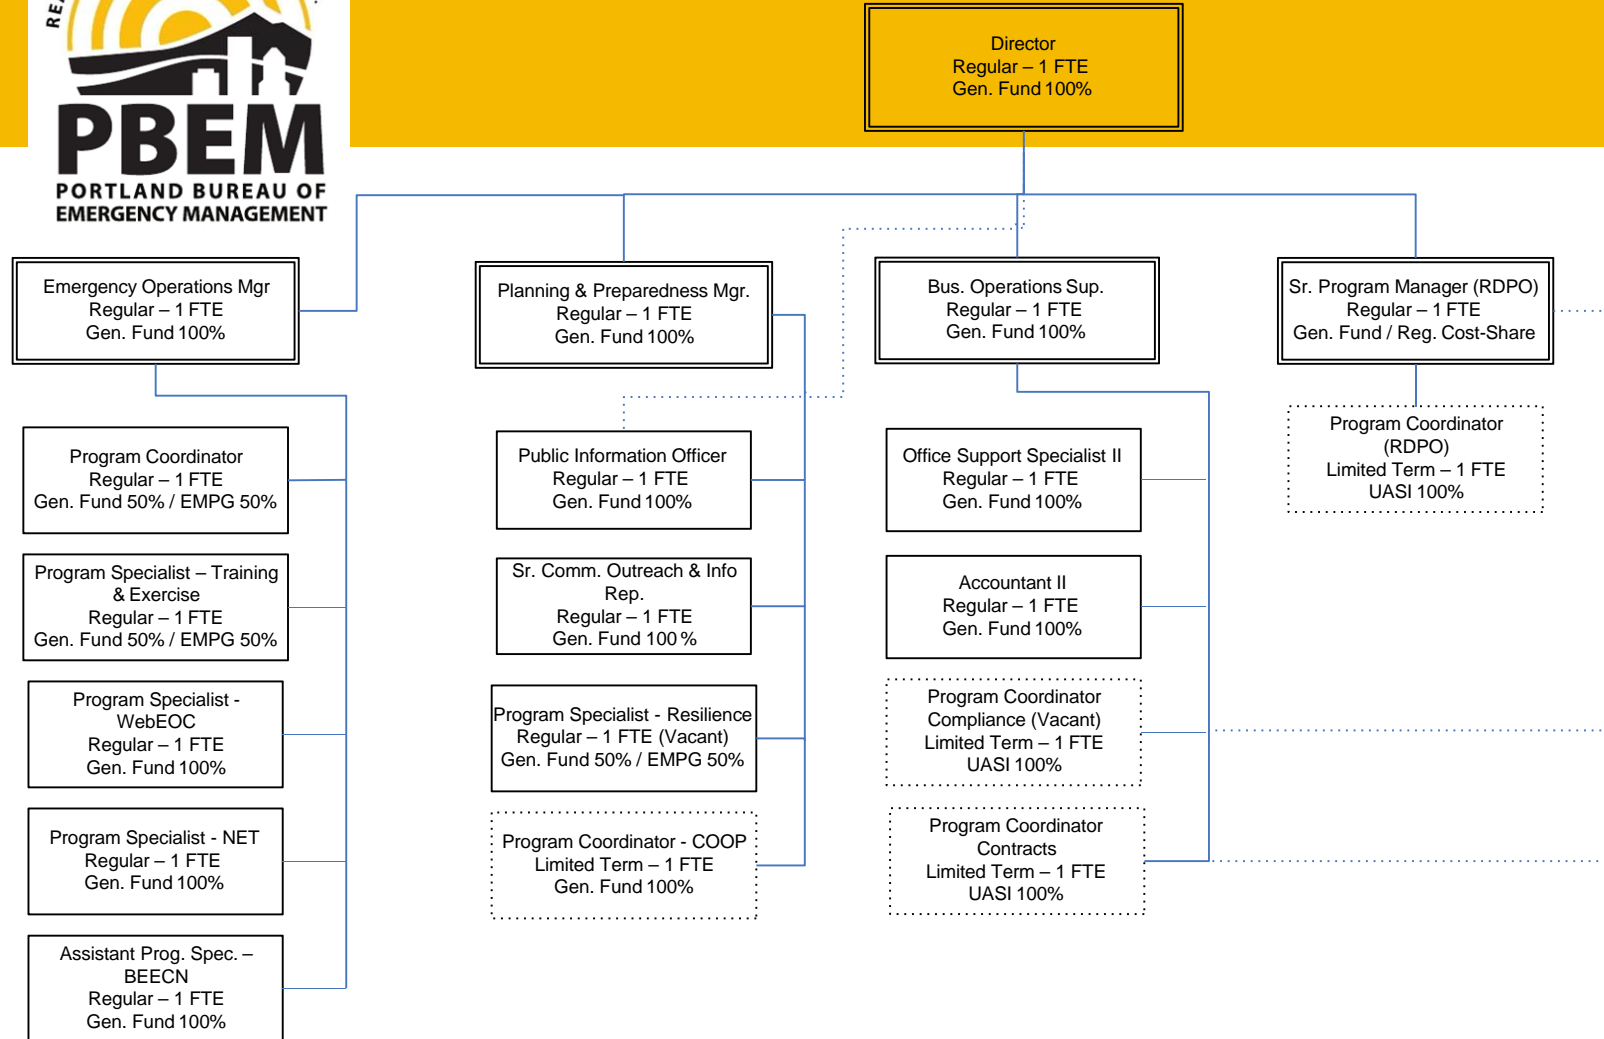 PBEM
PORTLAND BUREAU OF
EMERGENCY MANAGEMENT
Director
Regular – 1 FTE
Gen. Fund 100%
Emergency Operations Mgr
Regular – 1 FTE
Gen. Fund 100%
Planning & Preparedness Mgr.
Regular – 1 FTE
Gen. Fund 100%
Bus. Operations Sup.
Regular – 1 FTE
Gen. Fund 100%
Sr. Program Manager (RDPO)
Regular – 1 FTE
Gen. Fund / Reg. Cost-Share
Program Coordinator
Regular – 1 FTE
Gen. Fund 50% / EMPG 50%
Program Specialist – Training
& Exercise
Regular – 1 FTE
Gen. Fund 50% / EMPG 50%
Program Specialist -
WebEOC
Regular – 1 FTE
Gen. Fund 100%
Program Specialist - NET
Regular – 1 FTE
Gen. Fund 100%
Assistant Prog. Spec. –
BEECN
Regular – 1 FTE
Gen. Fund 100%
Public Information Officer
Regular – 1 FTE
Gen. Fund 100%
Sr. Comm. Outreach & Info
Rep.
Regular – 1 FTE
Gen. Fund 100 %
Program Specialist - Resilience
Regular – 1 FTE (Vacant)
Gen. Fund 50% / EMPG 50%
Program Coordinator - COOP
Limited Term – 1 FTE
Gen. Fund 100%
Office Support Specialist II
Regular – 1 FTE
Gen. Fund 100%
Accountant II
Regular – 1 FTE
Gen. Fund 100%
Program Coordinator
Compliance (Vacant)
Limited Term – 1 FTE
UASI 100%
Program Coordinator
Contracts
Limited Term – 1 FTE
UASI 100%
Program Coordinator
(RDPO)
Limited Term – 1 FTE
UASI 100%